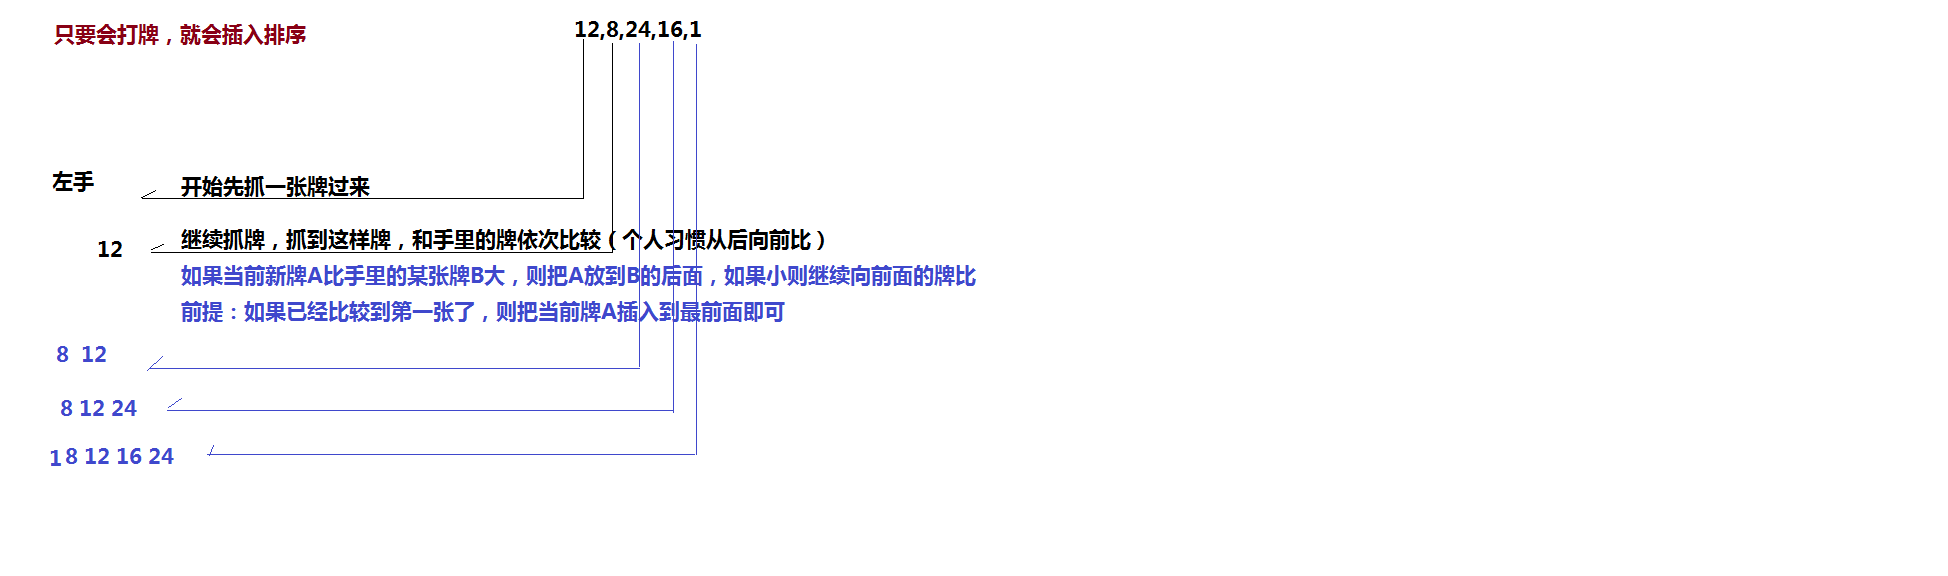 只要会打牌，就会插入排序
12,8,24,16,1
左手
开始先抓一张牌过来
12
继续抓牌，抓到这样牌，和手里的牌依次比较（个人习惯从后向前比）
如果当前新牌A比手里的某张牌B大，则把A放到B的后面，如果小则继续向前面的牌比
前提：如果已经比较到第一张了，则把当前牌A插入到最前面即可
8 12
8 12 24
1 8 12 16 24